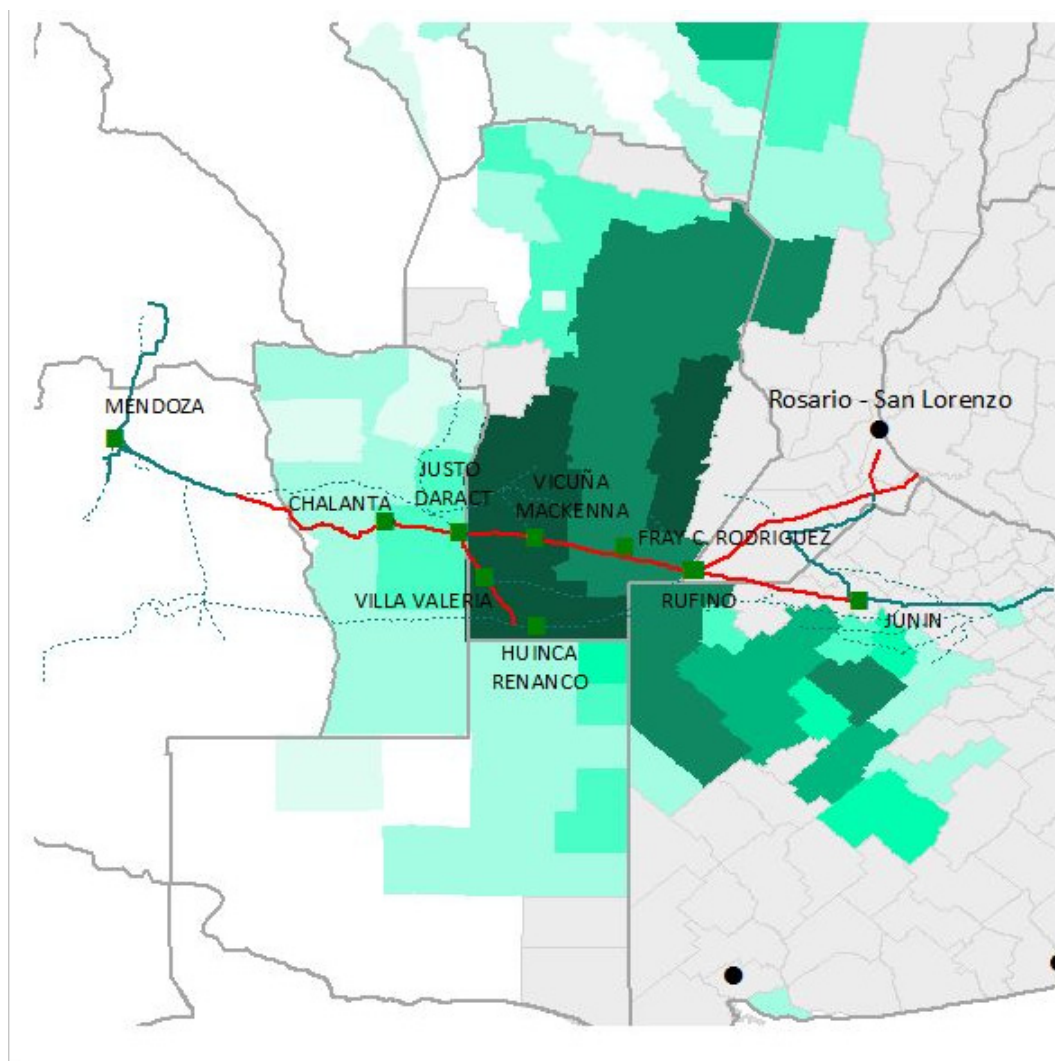 Rosario - San Lorenzo
MENDOZA
JUSTO
DARACT
VICUÑA
MACKENNA
CHALANTA
FRAY C. RODRIGUEZ
VILLA VALERIA
RUFINO
JUNIN
HUINCA
RENANCO